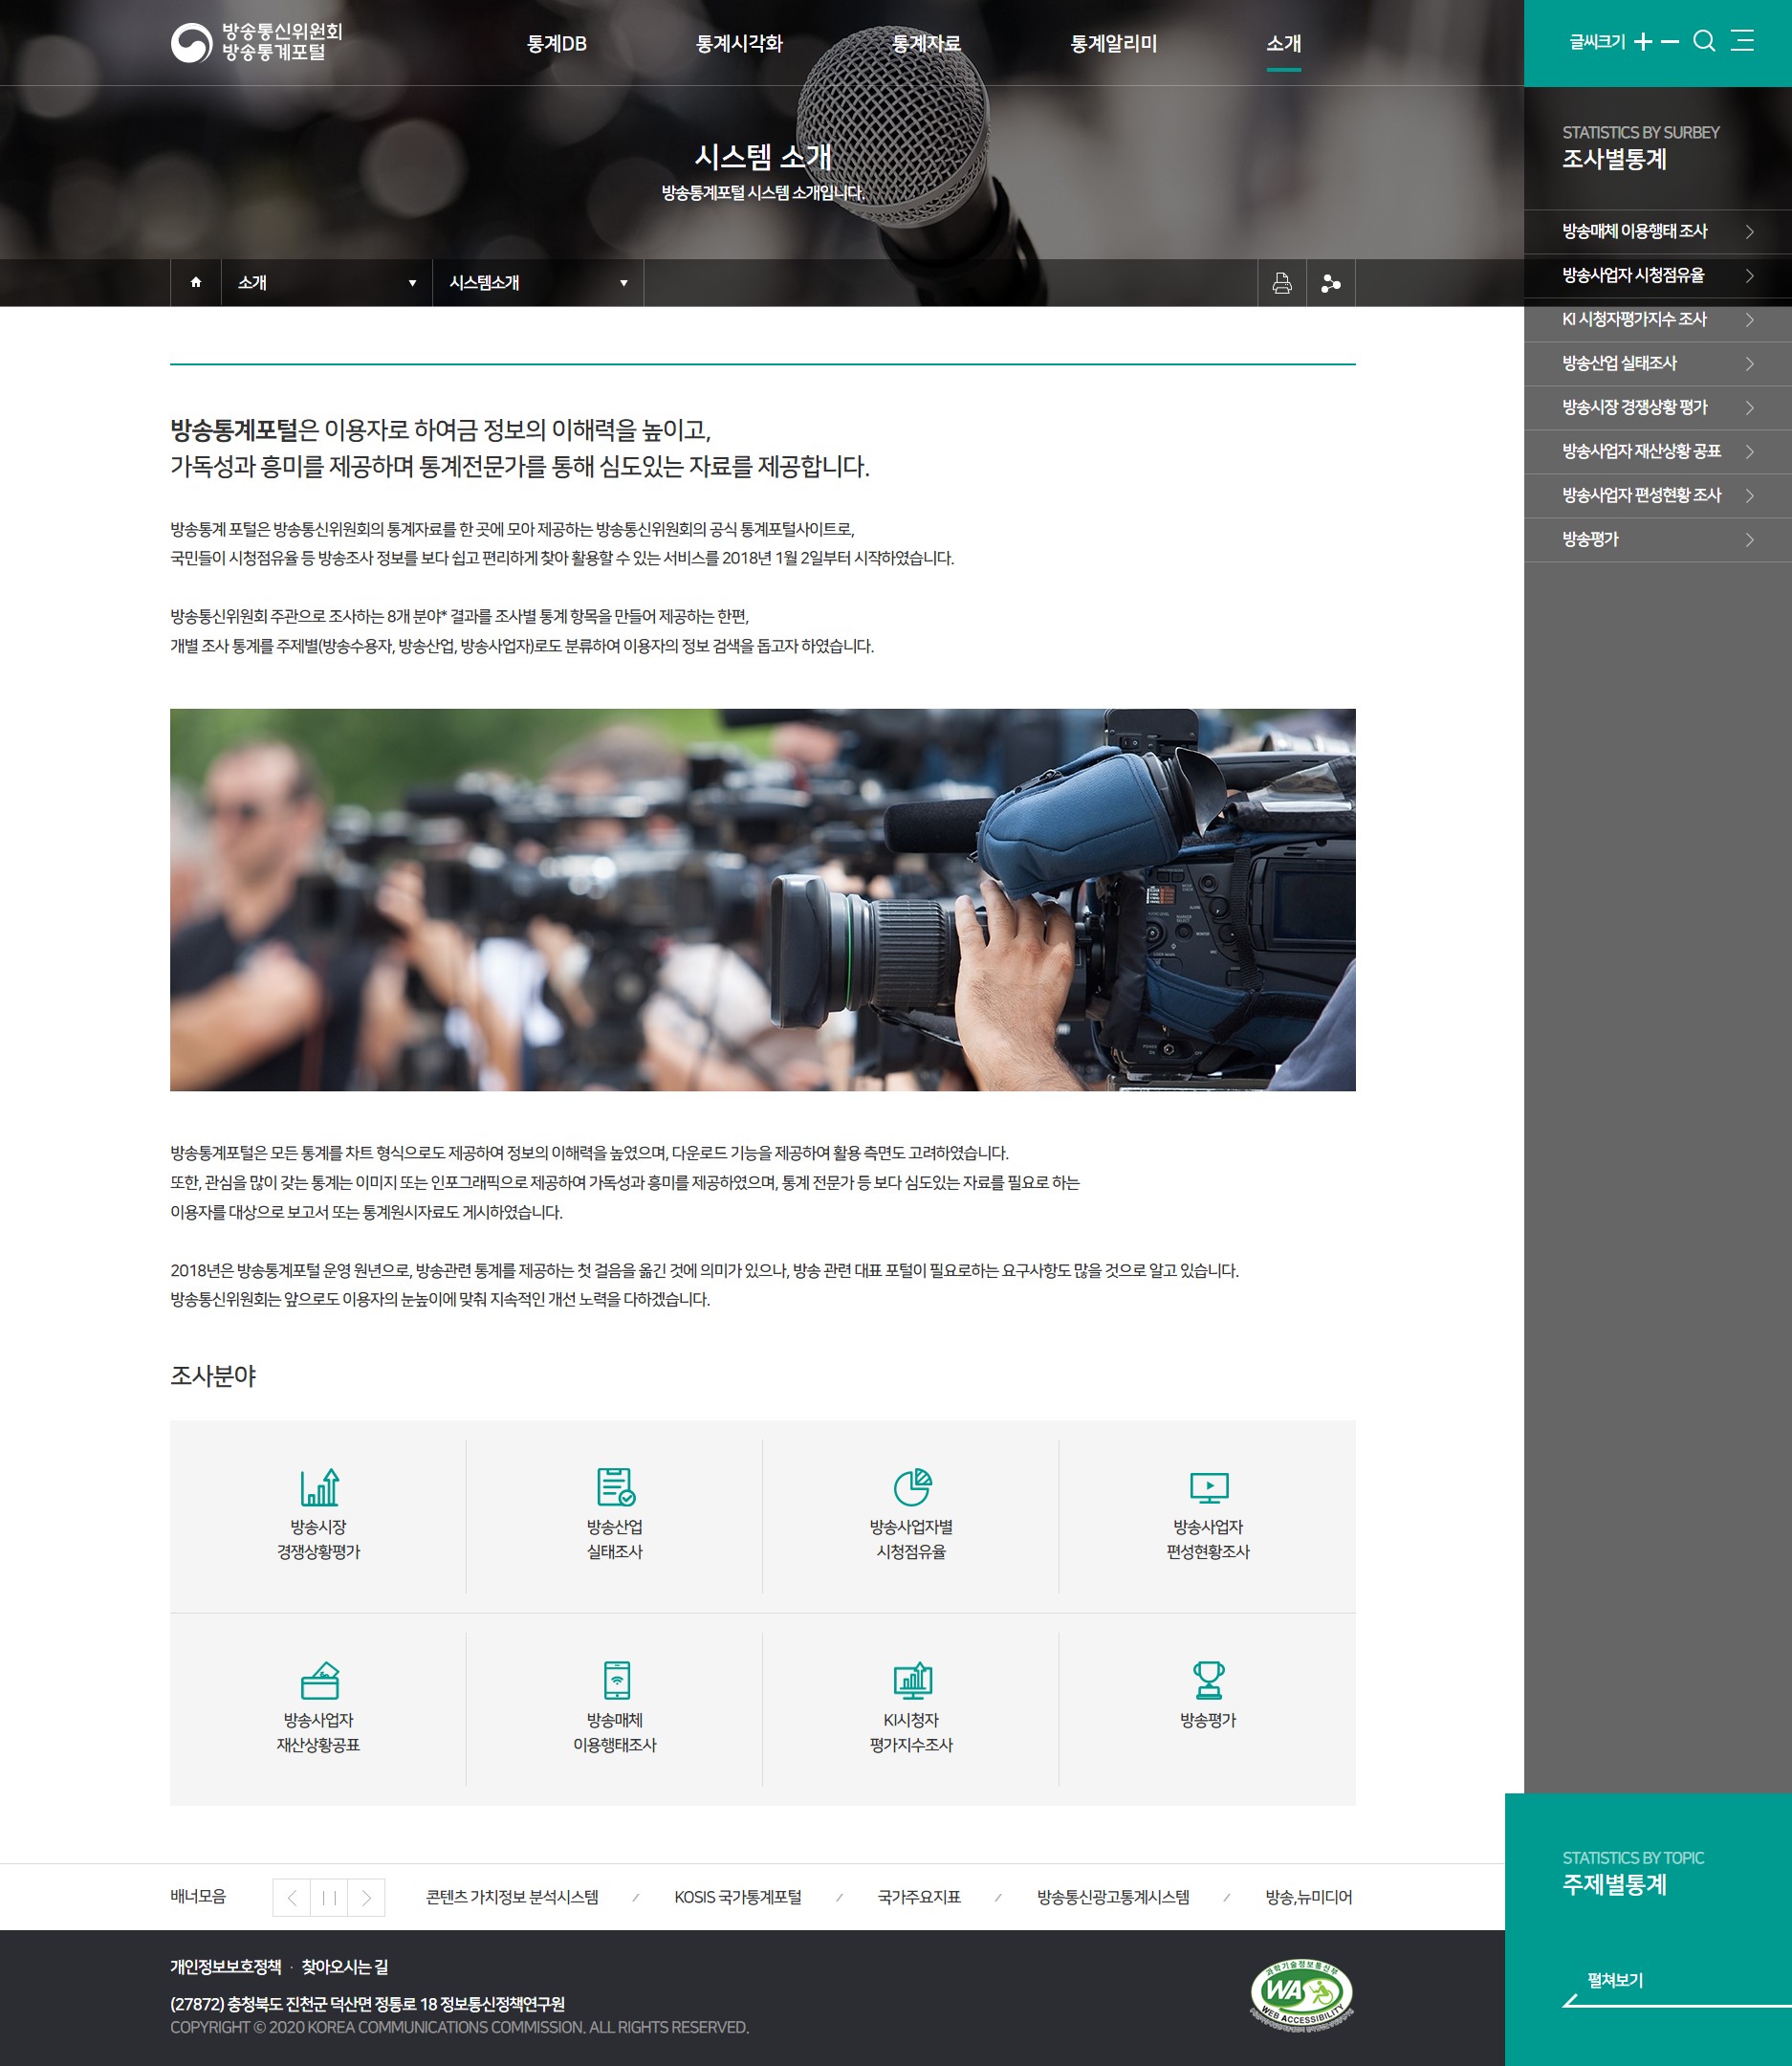 방송통신위원회
방송통계포털
통계DB
통계시각화
통계자료
통계알리미
소개
글씨크기
시스템 소개
방송통계포털 시스템 소개입니다.
소개
시스템소개
STATISTICS BY SURBEY
조사별통계
방송매체 이용행태 조사
방송사업자 시청점유율
KI 시청자평가지수 조사
방송산업 실태조사
방송시장 경쟁상황 평가
방송사업자 재산상황 공표
방송사업자 편성현황 조사
방송평가
방송통계포털은 이용자로 하여금 정보의 이해력을 높이고,
가독성과 흥미를 제공하며 통계전문가를 통해 심도있는 자료를 제공합니다.
방송통계 포털은 방송통신위원회의 통계자료를 한 곳에 모아 제공하는 방송통신위원회의 공식 통계포털사이트로,
국민들이 시청점유율 등 방송조사 정보를 보다 쉽고 편리하게 찾아 활용할 수 있는 서비스를 2018년 1월 2일부터 시작하였습니다.
방송통신위원회 주관으로 조사하는 8개 분야* 결과를 조사별 통계 항목을 만들어 제공하는 한편,
개별 조사 통계를 주제별(방송수용자, 방송산업, 방송사업자)로도 분류하여 이용자의 정보 검색을 돕고자 하였습니다.
방송통계포털은 모든 통계를 차트 형식으로도 제공하여 정보의 이해력을 높였으며, 다운로드 기능을 제공하여 활용 측면도 고려하였습니다.
또한, 관심을 많이 갖는 통계는 이미지 또는 인포그래픽으로 제공하여 가독성과 흥미를 제공하였으며, 통계 전문가 등 보다 심도있는 자료를 필요로 하는
이용자를 대상으로 보고서 또는 통계원시자료도 게시하였습니다.
2018년은 방송통계포털 운영 원년으로, 방송관련 통계를 제공하는 첫 걸음을 옮긴 것에 의미가 있으나, 방송 관련 대표 포털이 필요로하는 요구사항도 많을 것으로 알고 있습니다.
방송통신위원회는 앞으로도 이용자의 눈높이에 맞춰 지속적인 개선 노력을 다하겠습니다.
조사분야
방송시장
경쟁상황평가
방송산업
실태조사
방송사업자별
시청점유율
방송사업자
편성현황조사
방송사업자
재산상황공표
방송매체
이용행태조사
KI시청자
평가지수조사
방송평가
STATISTICS BY TOPIC
주제별통계
펼쳐보기
배너모음
콘텐츠 가치정보 분석시스템 / KOSIS 국가통계포털 / 국가주요지표 / 방송통신광고통계시스템 / 방송,뉴미디어
개인정보보호정책 · 찾아오시는 길
(27872) 충청북도 진천군 덕산면 정통로 18 정보통신정책연구원
COPYRIGHT © 2020 KOREA COMMUNICATIONS COMMISSION. ALL RIGHTS RESERVED.
과학기술정보통신부
WA
WEB ACCESSIBILITY